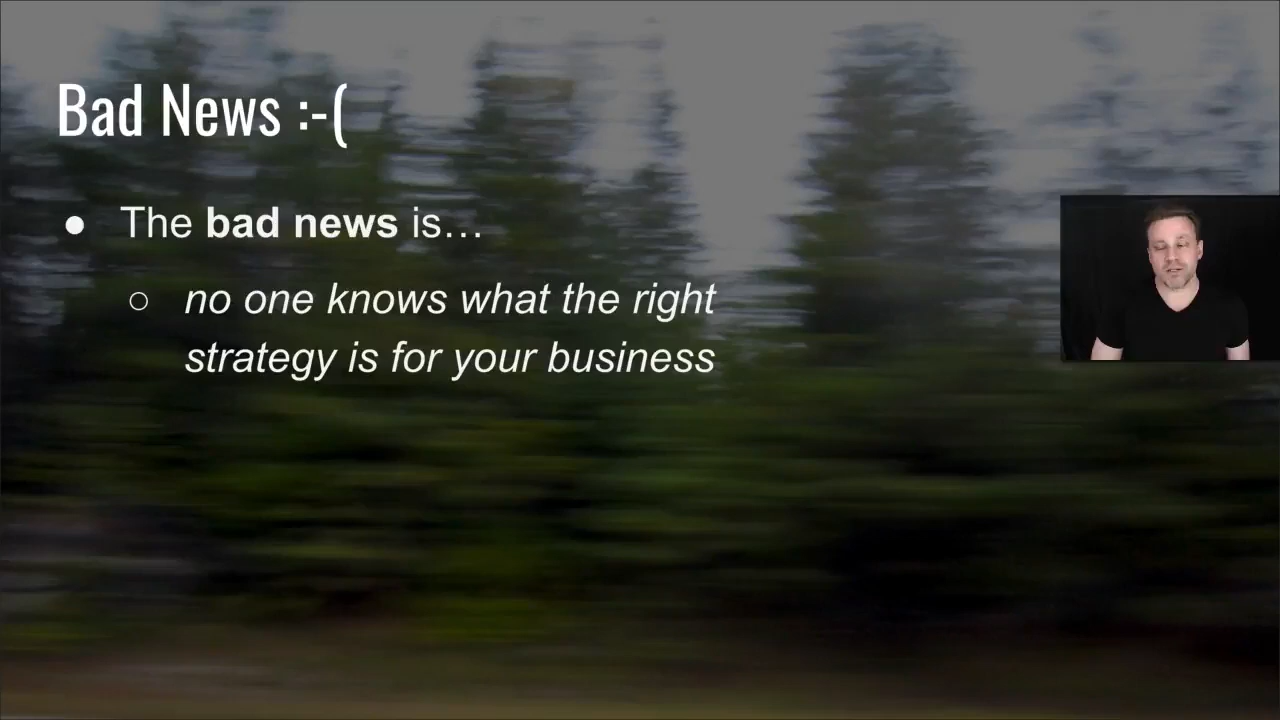 Bad News :-(
● The bad news is…
○ no one knows what the right
strategy is for your business